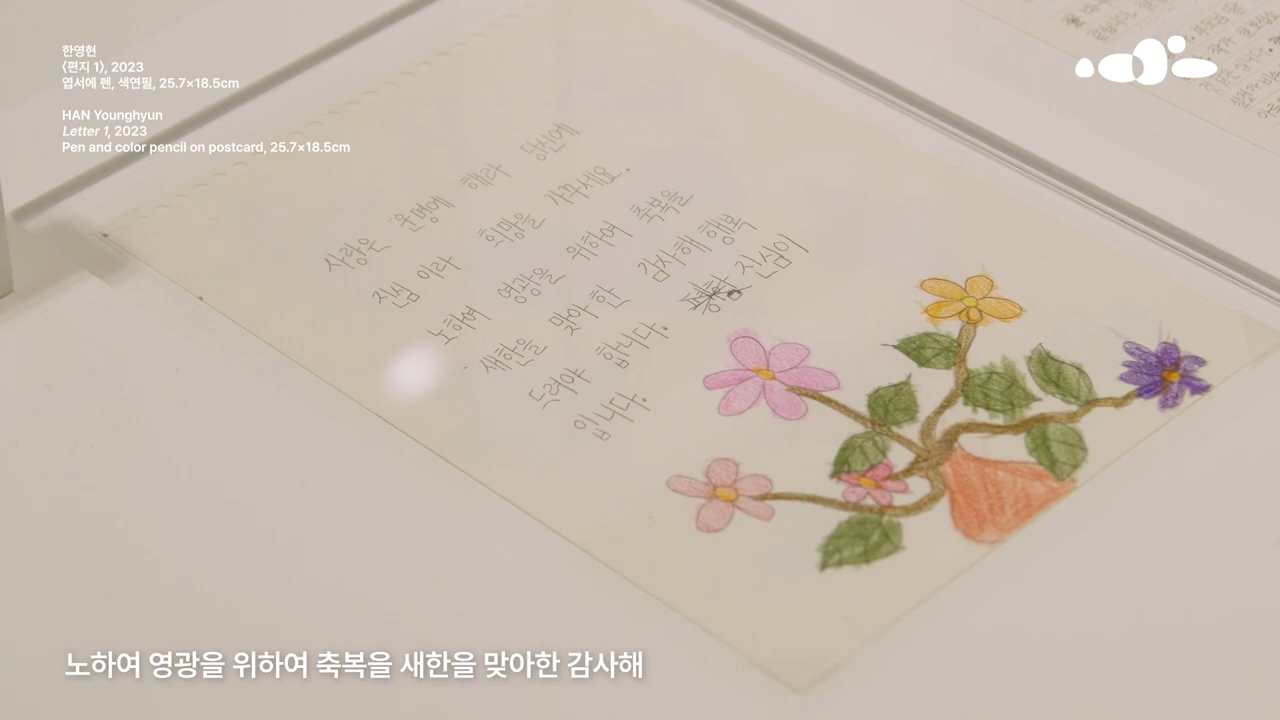 한영현
〈편지 1〉, 2023
엽서에 펜, 색연필, 25.7×18.5cm
HAN Younghyun
Letter 1, 2023
Pen and color pencil on postcard, 25.7×18.5cm
사랑은 운명에 해라 당신에
진심 이라 희망을 가꾸세요.
노하여 영광을 위하여 축복을
새한을 맞아한 감사해 행복
드려야 합니다. 진심이
입니다.
노하여 영광을 위하여 축복을 새한을 맞아한 감사해